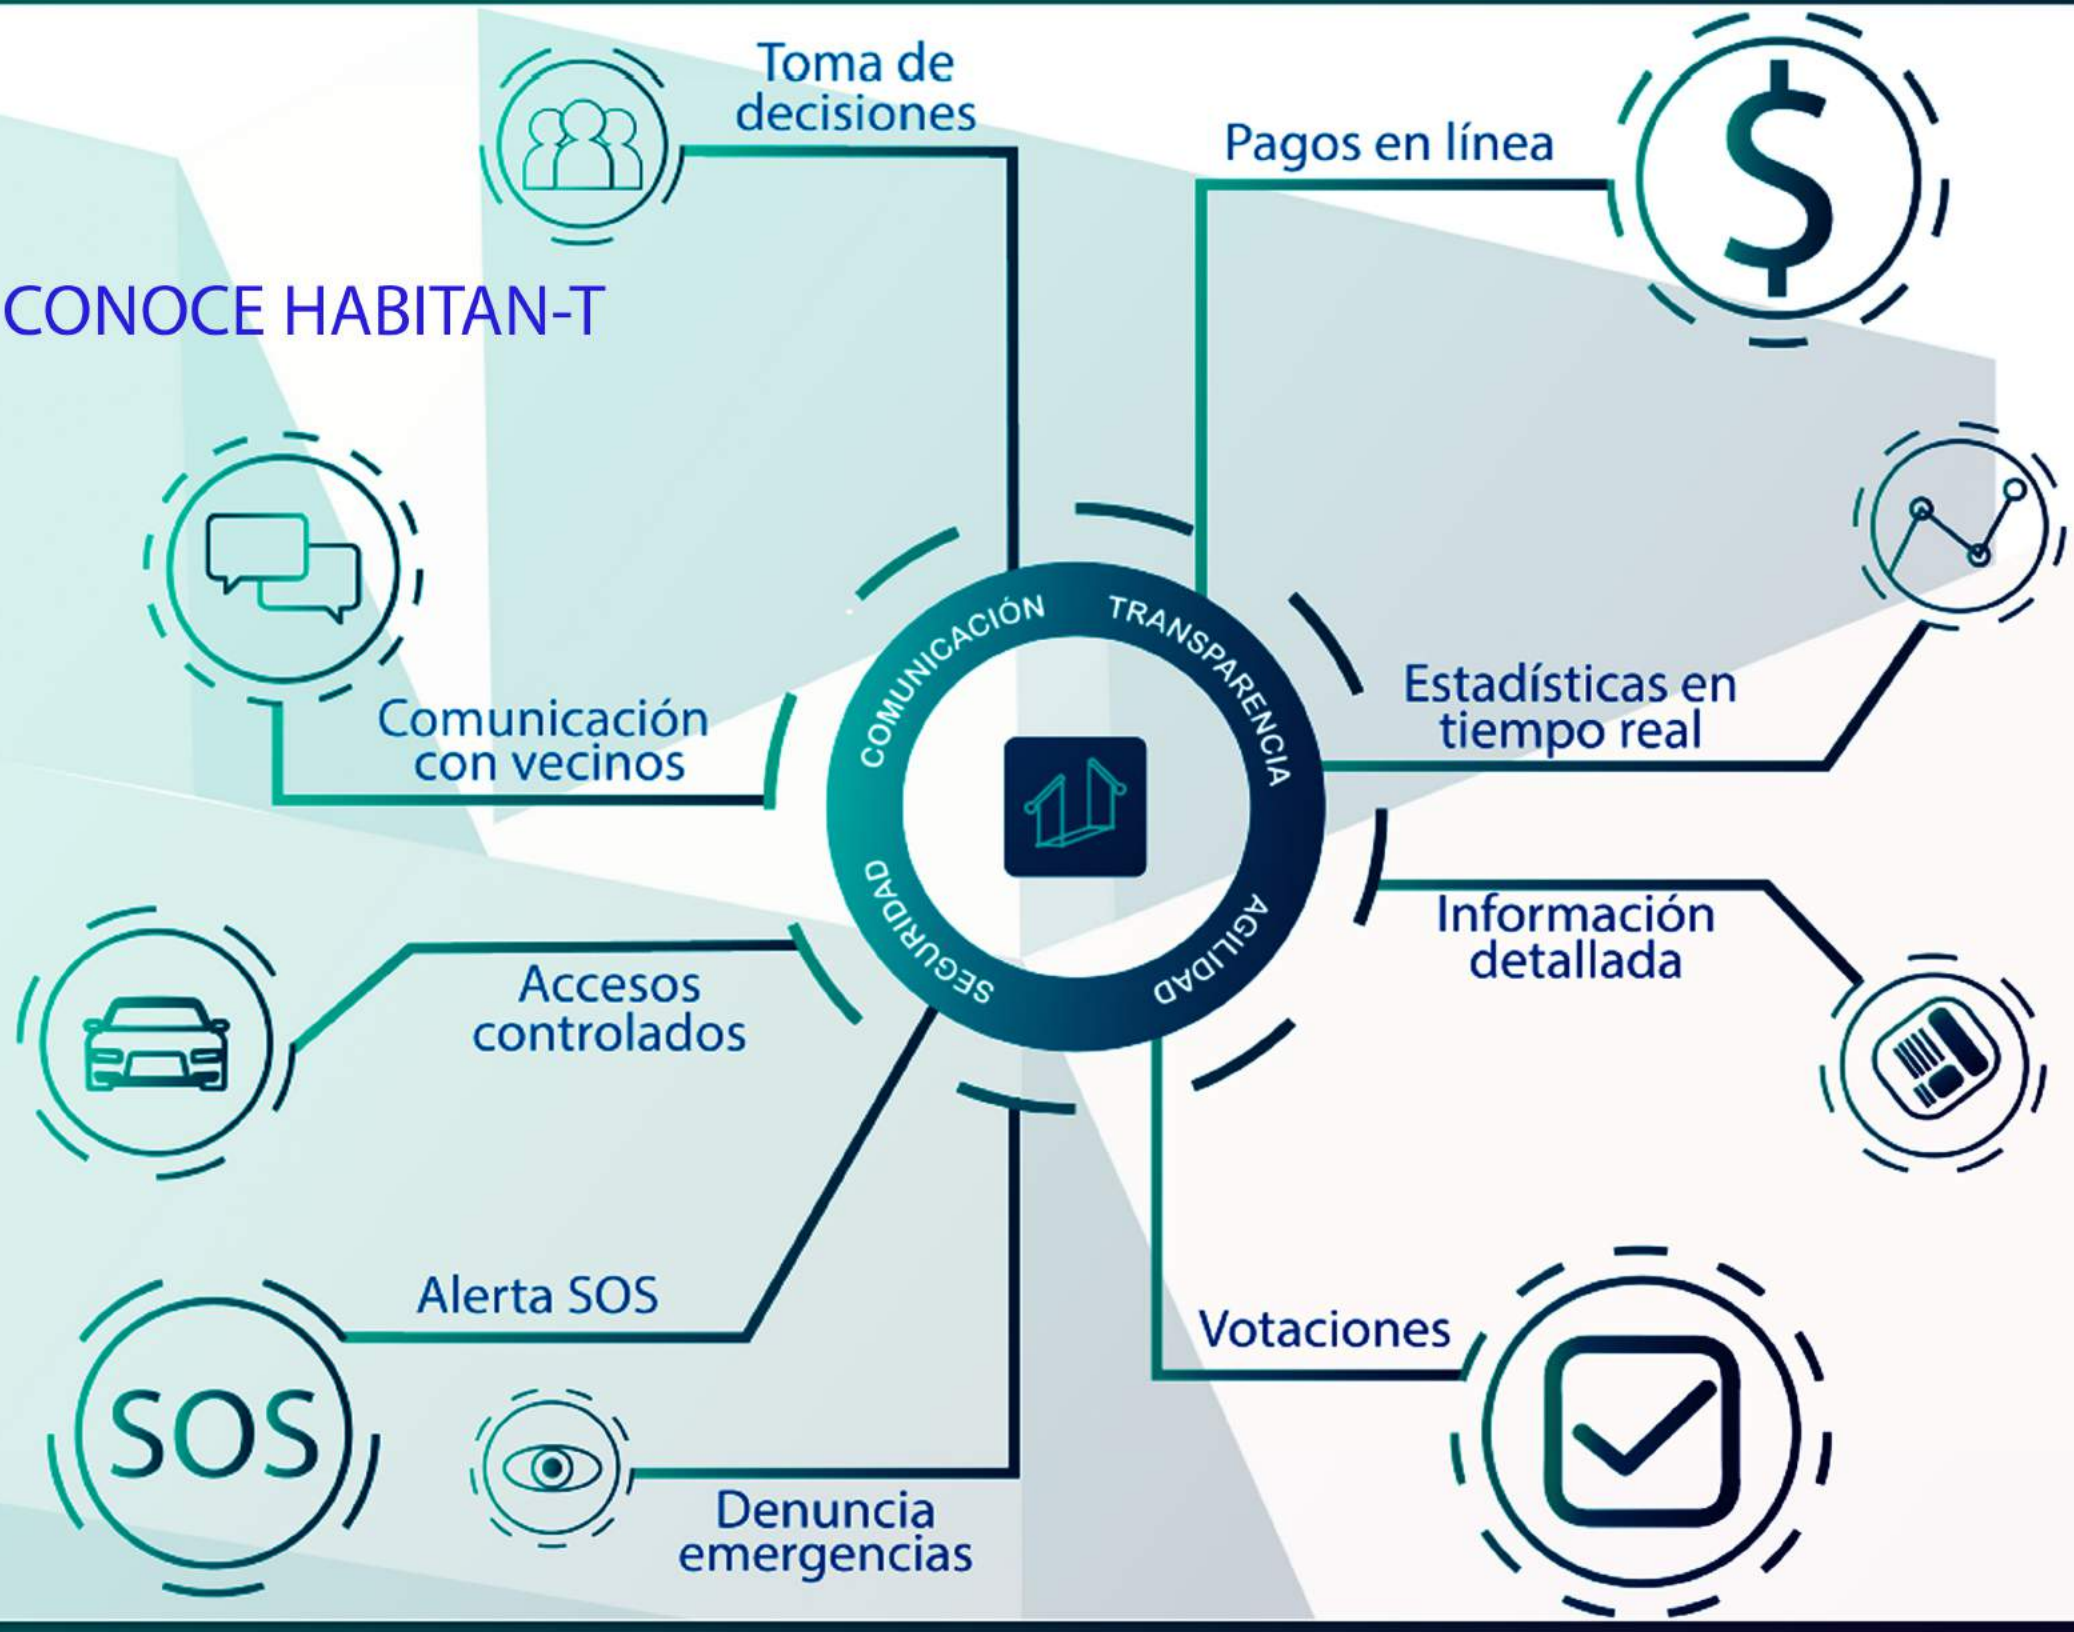 Toma de
decisiones
Pagos en línea
$
CONOCE HABITAN-T
Comunicación
con vecinos
COMUNICACIÓN
TRANSPARENCIA
SEGURIDAD
AGILIDAD
Estadísticas en
tiempo real
Información
detallada
Accesos
controlados
Alerta SOS
SOS
Votaciones
Denuncia
emergencias